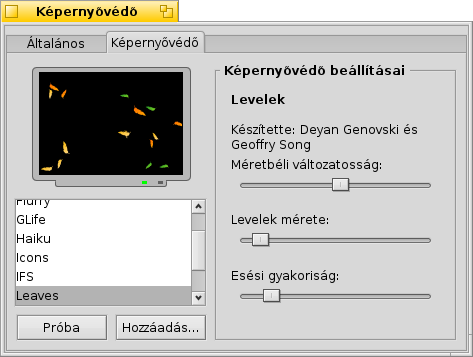 Képernyővédő
Általános
Képernyővédő
Flurry
GLife
Haiku
Icons
IFS
Leaves
Próba
Hozzáadás...
Képernyővédő beállításai
Levelek
Készítette: Deyan Genovski és
Geoffry Song
Méretbéli változatosság:
Levelek mérete:
Esési gyakoriság: